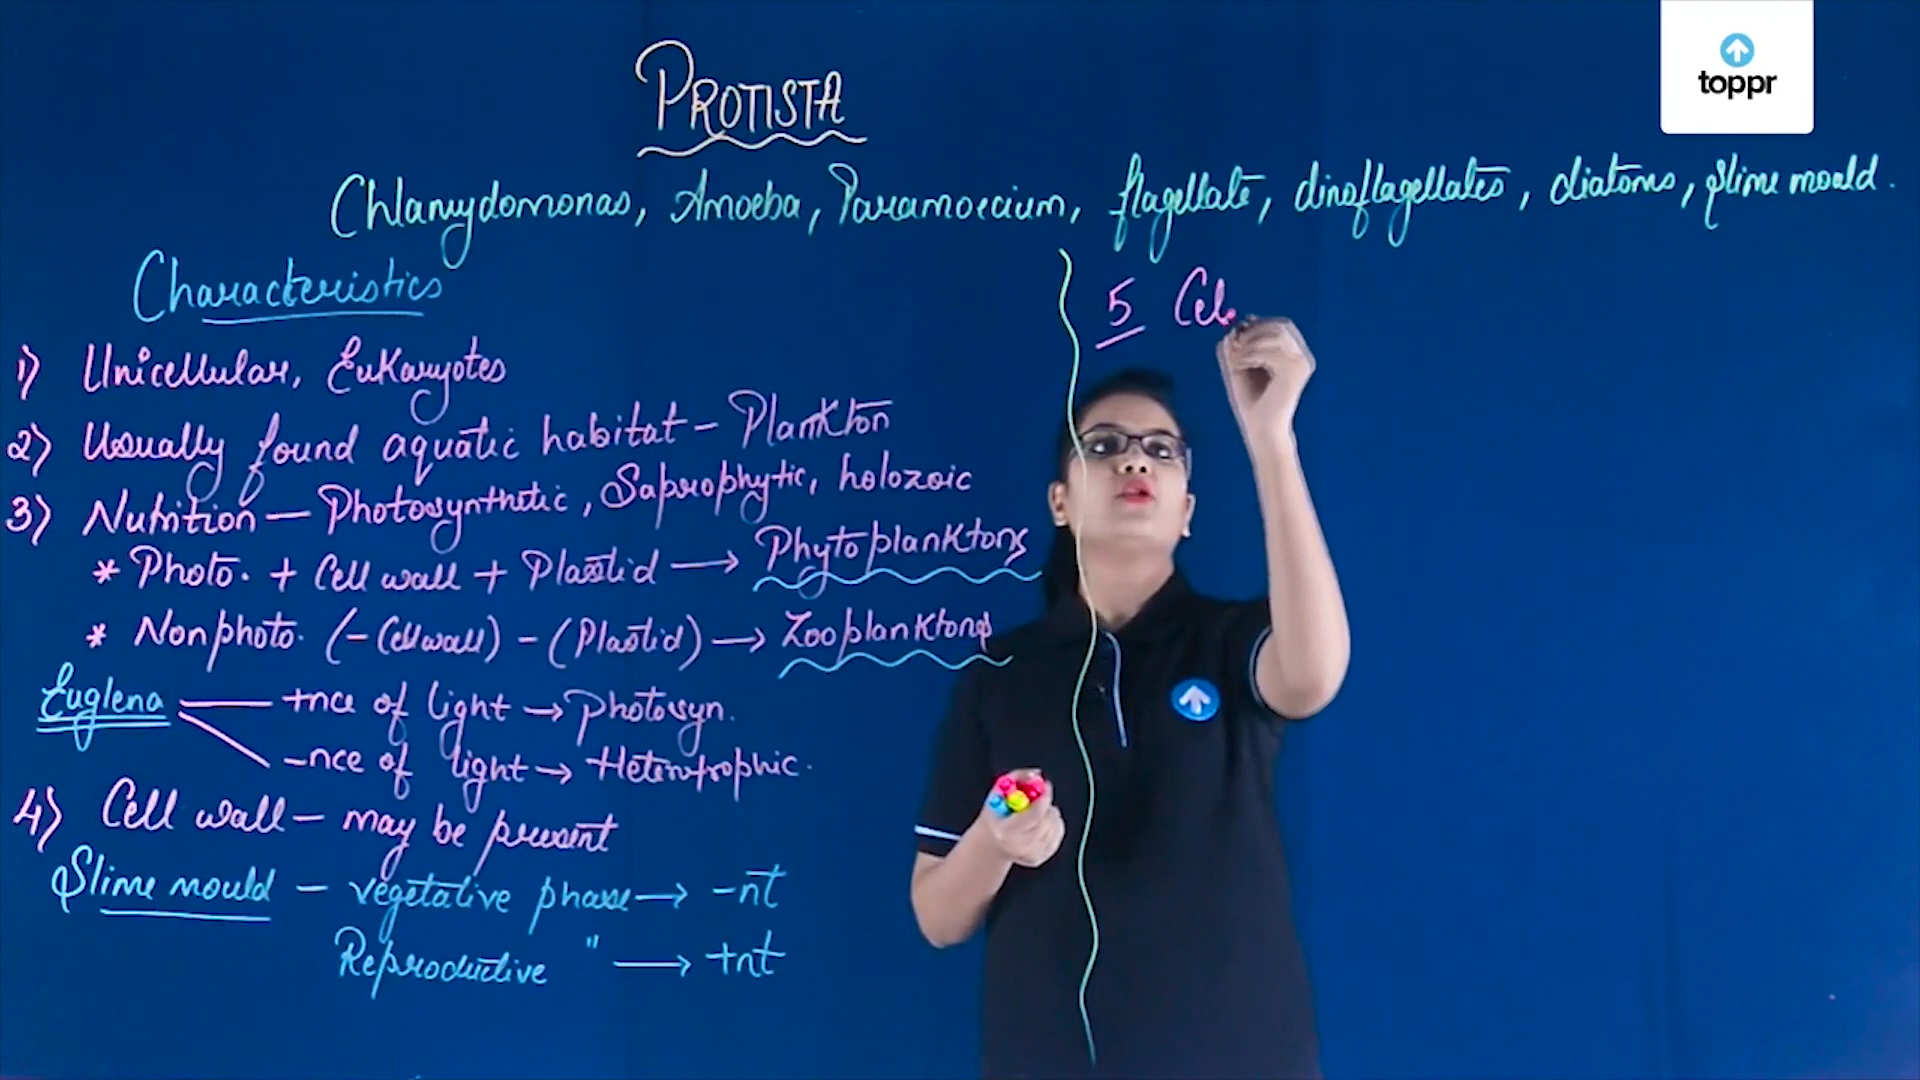 toppr
PROTISTA
Chlamydomonas, Amoeba, Paramoecium, flagellate, dinoflagellates, diatoms, Slime mould.
Characteristics
1) Unicellular, Eukaryotes
2) Usually found aquatic habitat - Plankton
3) Nutrition - Photosynthetic, Saprophytic, holozoic
* Photo. + Cell wall + Plastid → Phytoplanktons
* Nonphoto. (-Cellwall) - (Plastid) → Zooplanktons
Euglena +nce of light → Photosyn.
-nce of light → Heterotrophic.
4) Cell wall - may be present
Slime mould - vegetative phase → -nt
Reproductive " → +nt
5 Cel